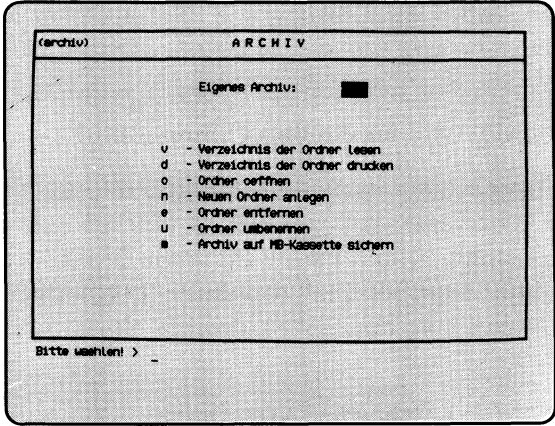 (archiv) ARCHIV
Eigenes Archiv:
v - Verzeichnis der Ordner lesen
d - Verzeichnis der Ordner drucken
o - Ordner oeffnen
n - Neuen Ordner anlegen
e - Ordner entfernen
u - Ordner umbenennen
m - Archiv auf MB-Kassette sichern
Bitte waehlen! > _